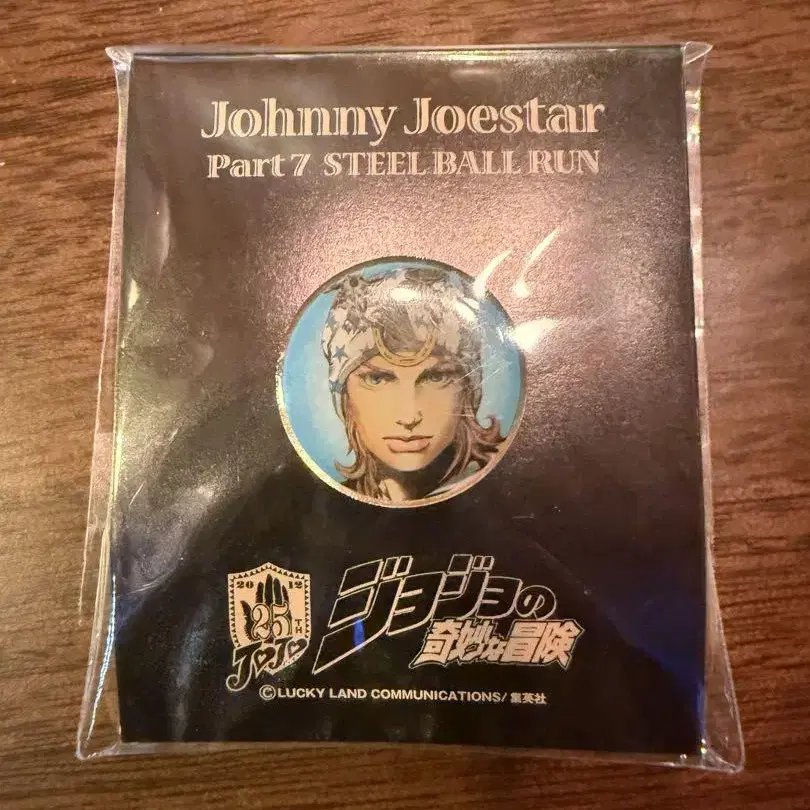 Johnny Joestar
Part 7 STEEL BALL RUN
2012
25TH
JOJO
ジョジョの
奇妙な冒険
©LUCKY LAND COMMUNICATIONS/集英社